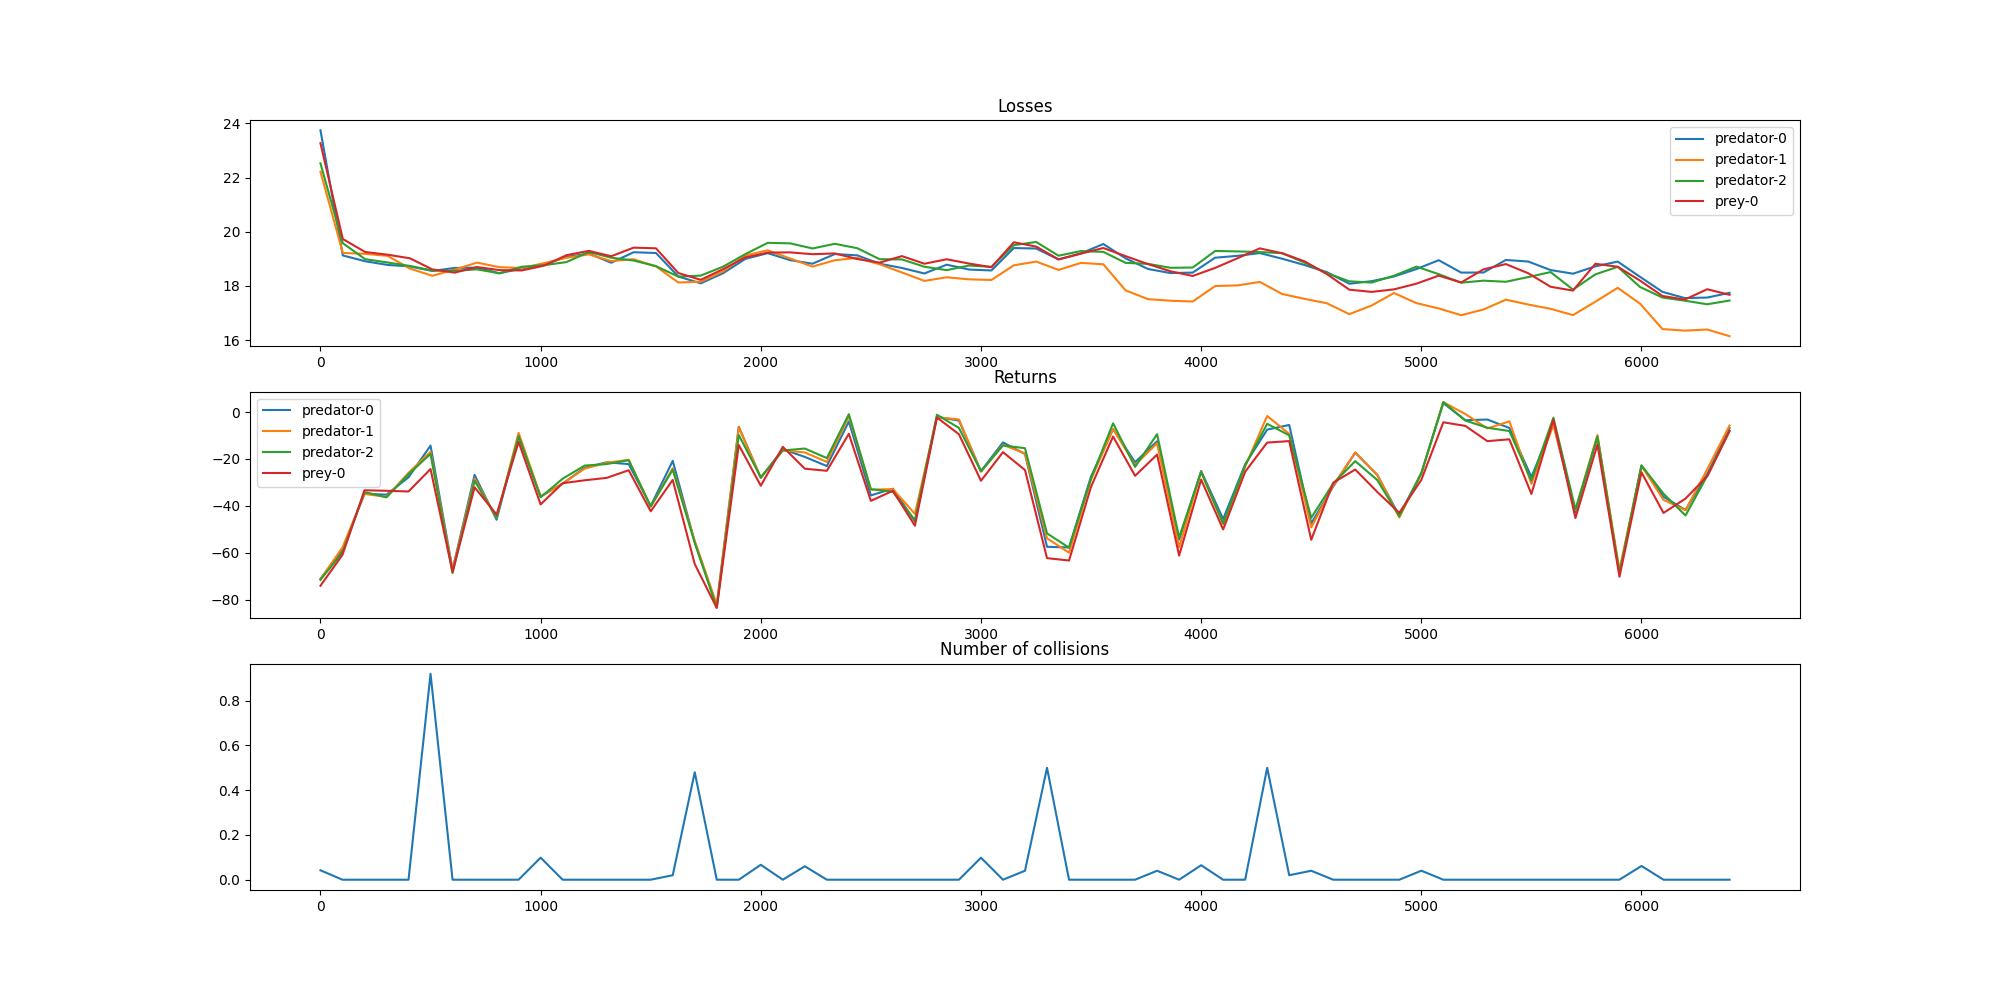 Losses
24
22
20
18
16
predator-0
predator-1
predator-2
prey-0
0 1000 2000 3000 4000 5000 6000
Returns
0
−20
−40
−60
−80
predator-0
predator-1
predator-2
prey-0
0 1000 2000 3000 4000 5000 6000
Number of collisions
0.8
0.6
0.4
0.2
0.0
0 1000 2000 3000 4000 5000 6000